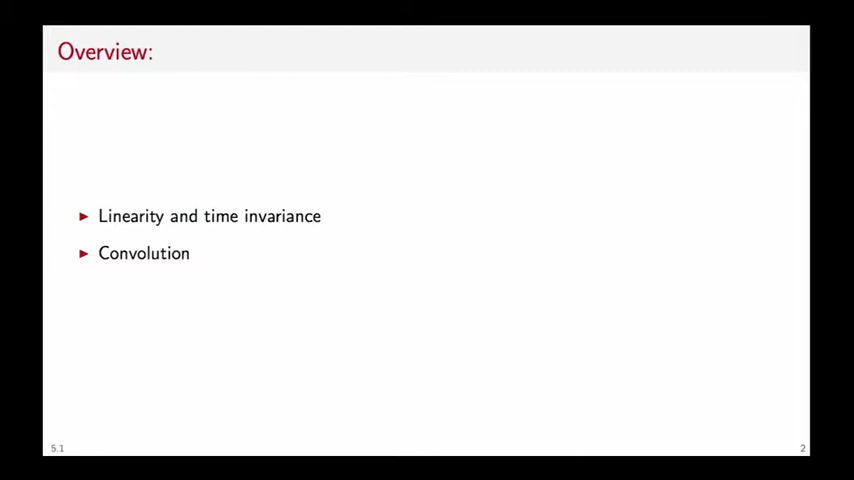 Overview:
Linearity and time invariance
Convolution
5.1
2